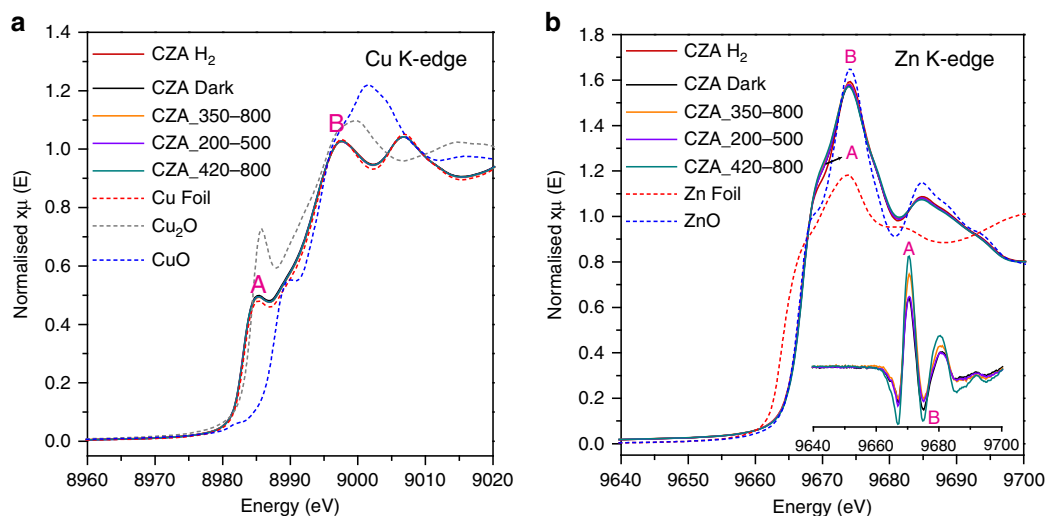 a
Normalised xμ (E)
1.4
1.2
1.0
0.8
0.6
0.4
0.2
0.0
CZA H₂
CZA Dark
CZA_350–800
CZA_200–500
CZA_420–800
Cu Foil
Cu₂O
CuO
Cu K-edge
B
A
8960 8970 8980 8990 9000 9010 9020
Energy (eV)
b
Normalised xμ (E)
1.8
1.6
1.4
1.2
1.0
0.8
0.6
0.4
0.2
0.0
CZA H₂
CZA Dark
CZA_350–800
CZA_200–500
CZA_420–800
Zn Foil
ZnO
Zn K-edge
B
A
A
B
9640 9660 9680 9700
9640 9650 9660 9670 9680 9690 9700
Energy (eV)